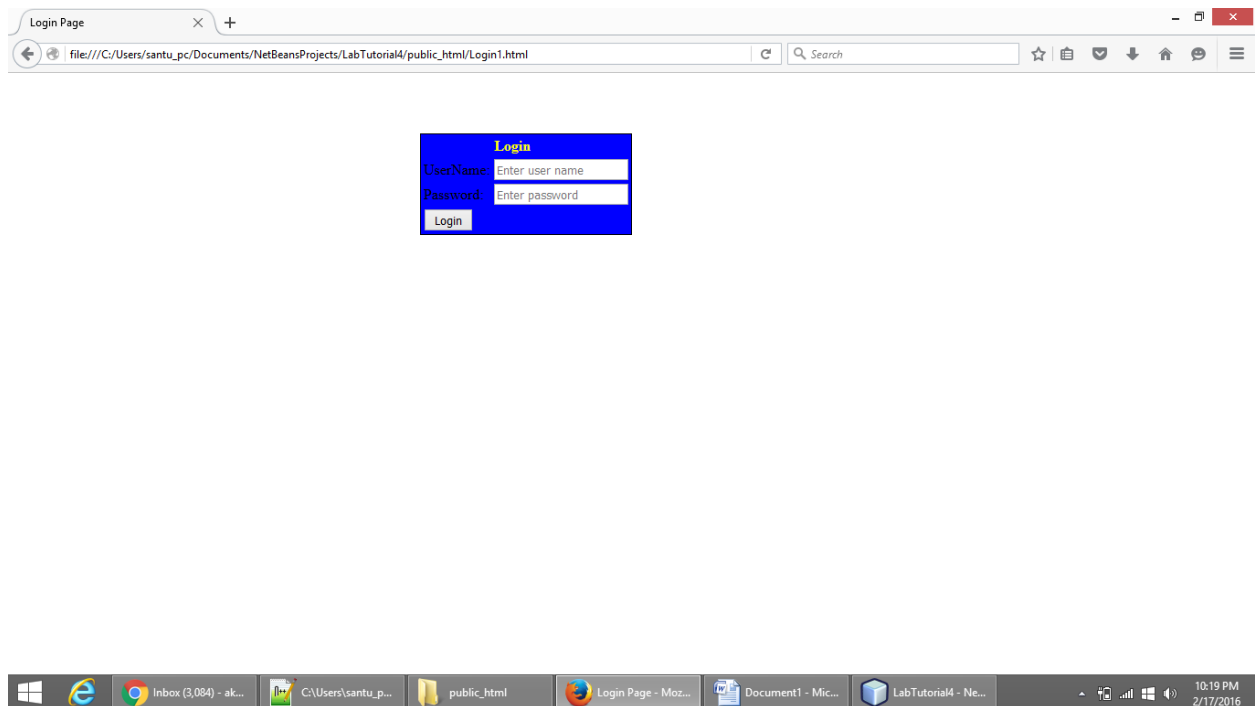 Login Page
file:///C:/Users/santu_pc/Documents/NetBeansProjects/LabTutorial4/public_html/Login1.html
Search
Login
UserName: Enter user name
Password: Enter password
Login
Inbox (3,084) - ak... C:\Users\santu_p... public_html Login Page - Moz... Document1 - Mic... LabTutorial4 - Ne... 10:19 PM
2/17/2016